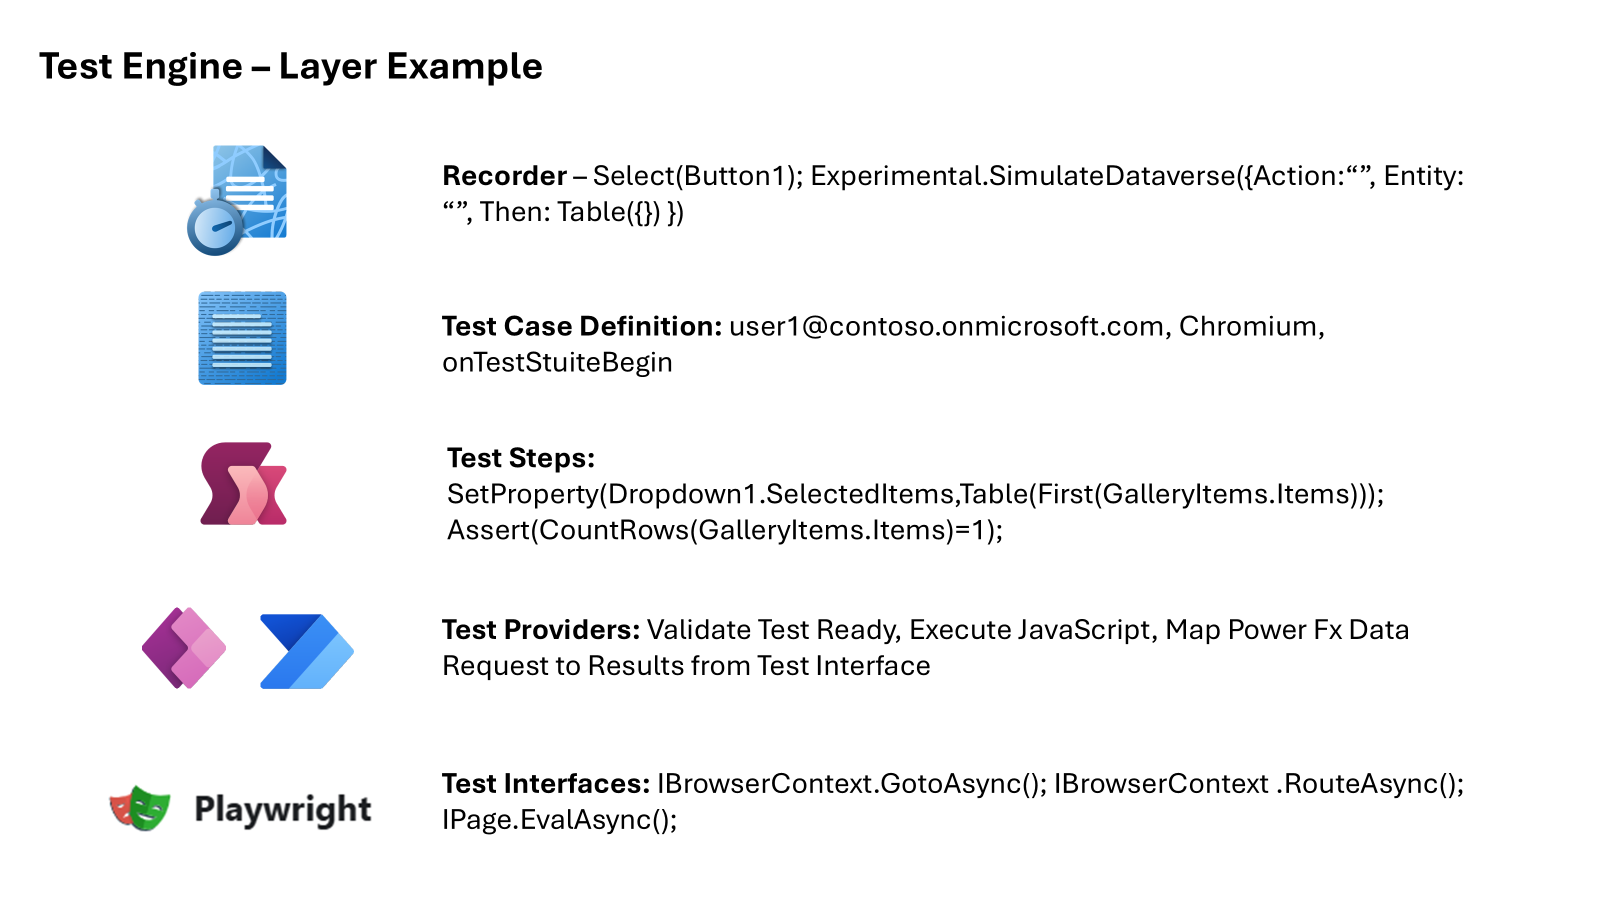 Test Engine – Layer Example
Recorder – Select(Button1); Experimental.SimulateDataverse({Action:“”, Entity:
“”, Then: Table({}) })
Test Case Definition: user1@contoso.onmicrosoft.com, Chromium,
onTestStuiteBegin
Test Steps:
SetProperty(Dropdown1.SelectedItems,Table(First(GalleryItems.Items)));
Assert(CountRows(GalleryItems.Items)=1);
Test Providers: Validate Test Ready, Execute JavaScript, Map Power Fx Data
Request to Results from Test Interface
Playwright
Test Interfaces: IBrowserContext.GotoAsync(); IBrowserContext .RouteAsync();
IPage.EvalAsync();